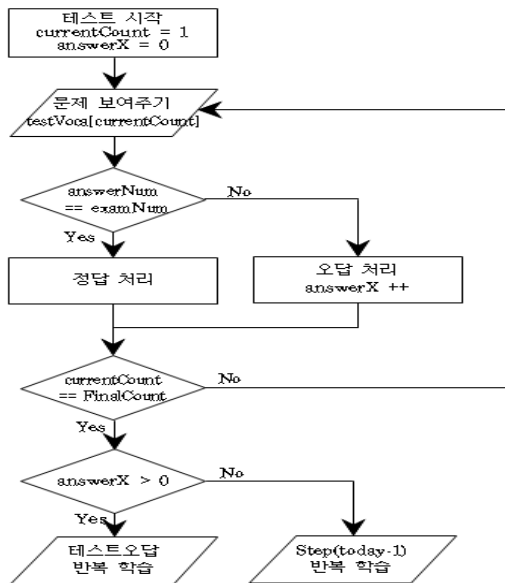 테스트 시작
currentCount = 1
answerX = 0
문제 보여주기
testVoca[currentCount]
answerNum
== examNum
No
Yes
정답 처리
오답 처리
answerX ++
currentCount
== FinalCount
No
Yes
answerX > 0
No
Yes
테스트오답
반복 학습
Step(today-1)
반복 학습